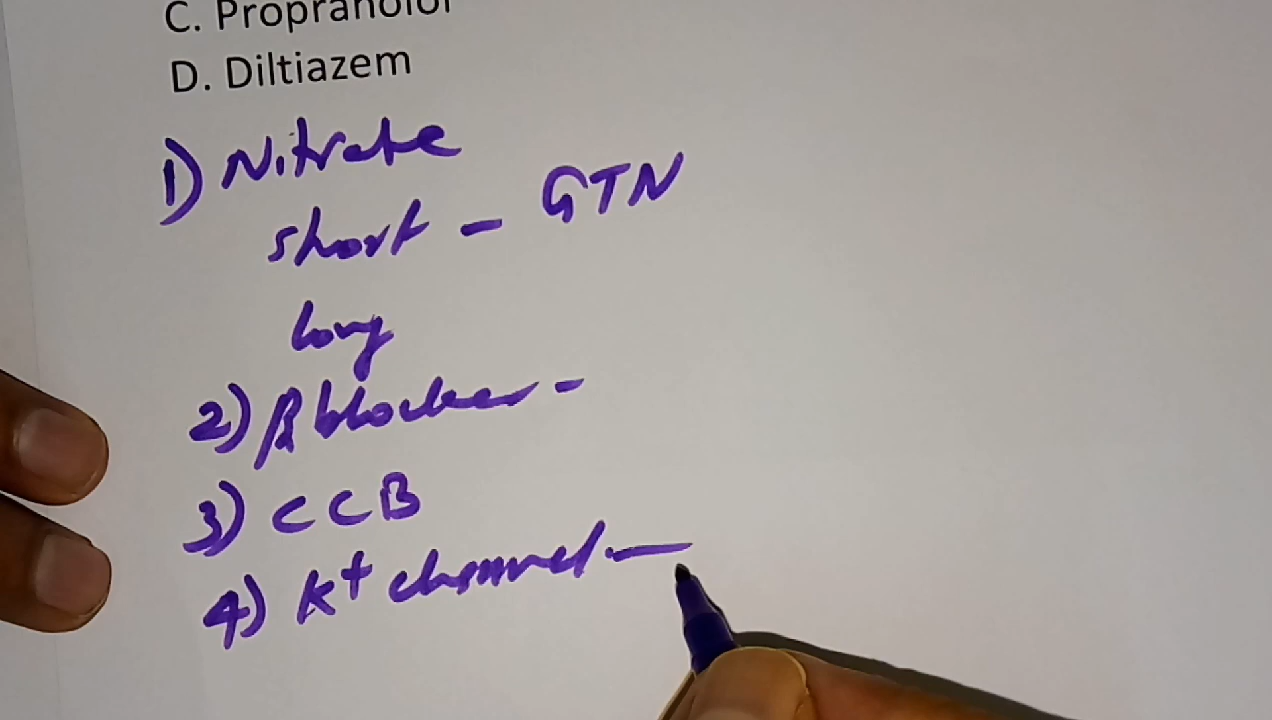 C. Propranolol
D. Diltiazem
1) Nitrate
short - GTN
long
2) β blocker -
3) CCB
4) K+ channel. —